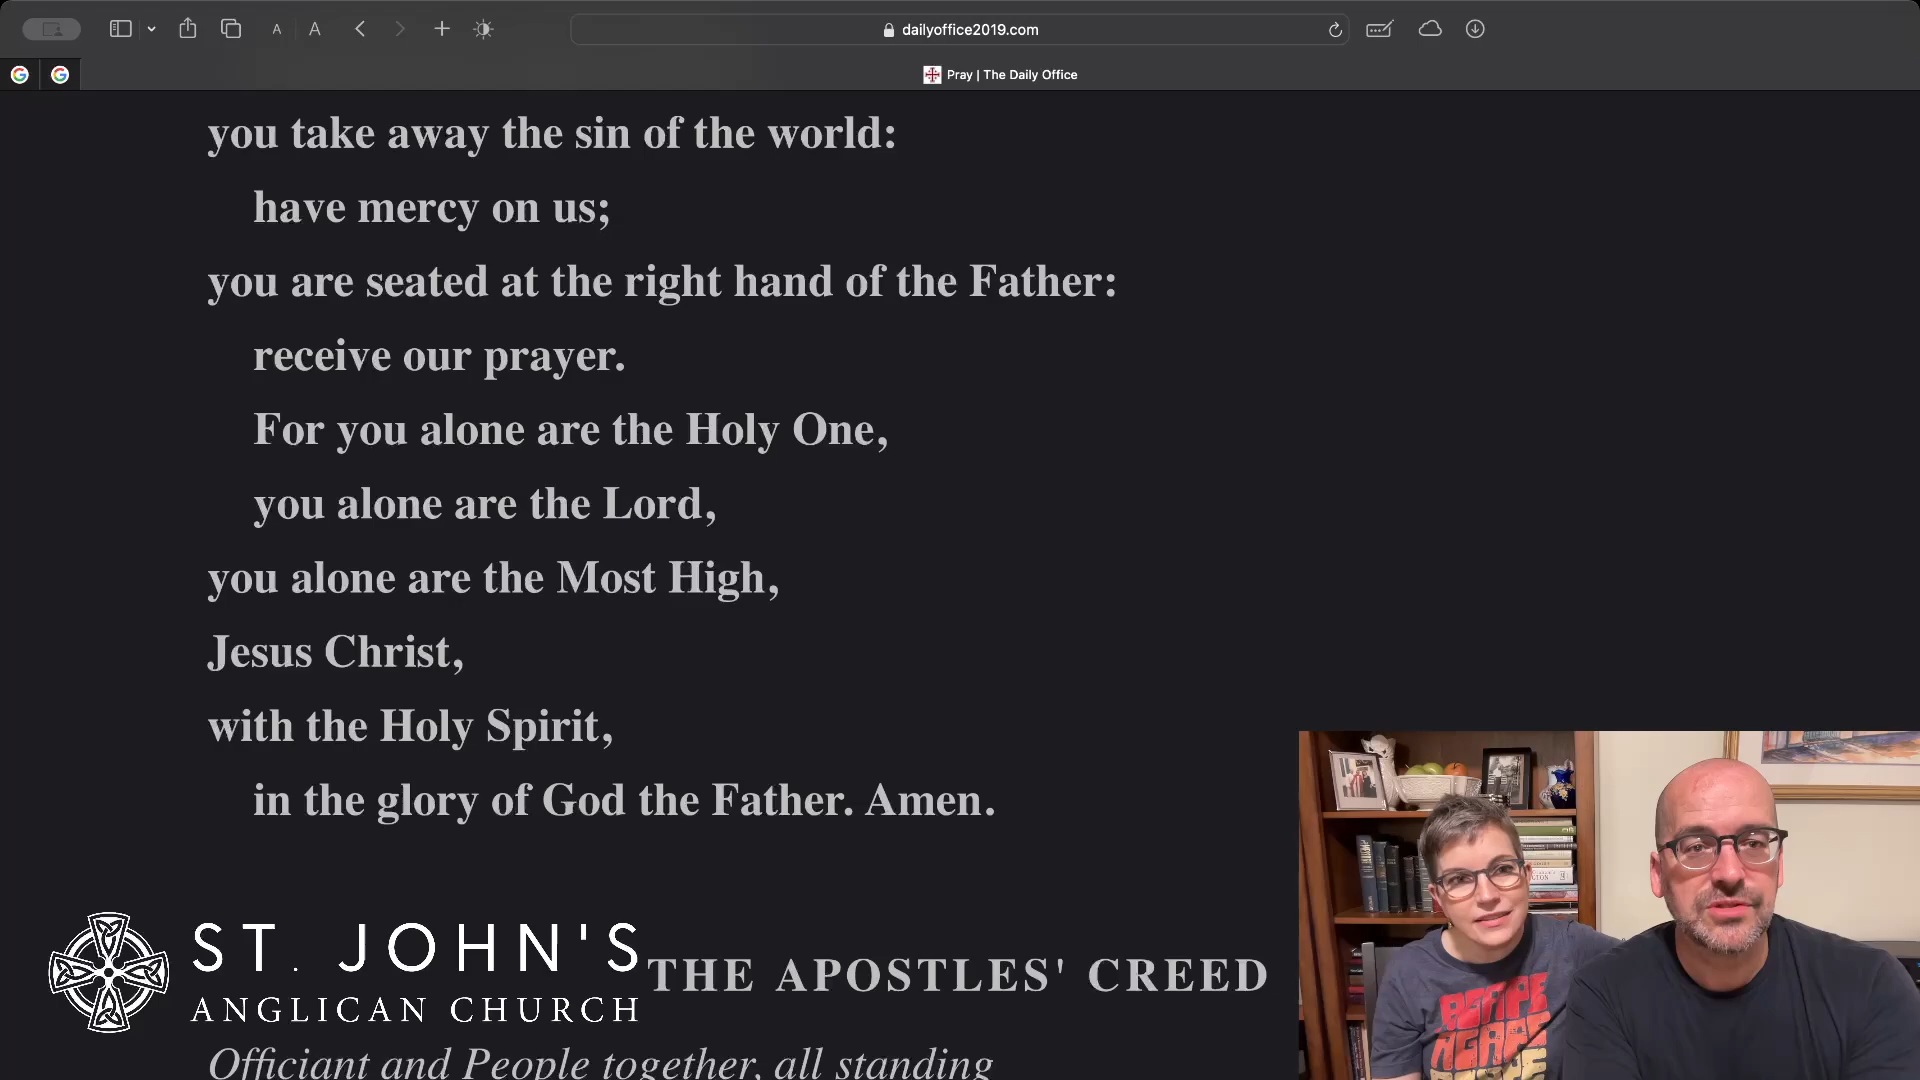 A
A
dailyoffice2019.com
Pray | The Daily Office
you take away the sin of the world:
have mercy on us;
you are seated at the right hand of the Father:
receive our prayer.
For you alone are the Holy One,
you alone are the Lord,
you alone are the Most High,
Jesus Christ,
with the Holy Spirit,
in the glory of God the Father. Amen.
ST. JOHN'S
ANGLICAN CHURCH
THE APOSTLES' CREED
Officiant and People together, all standing
AGAPE
AGAPE